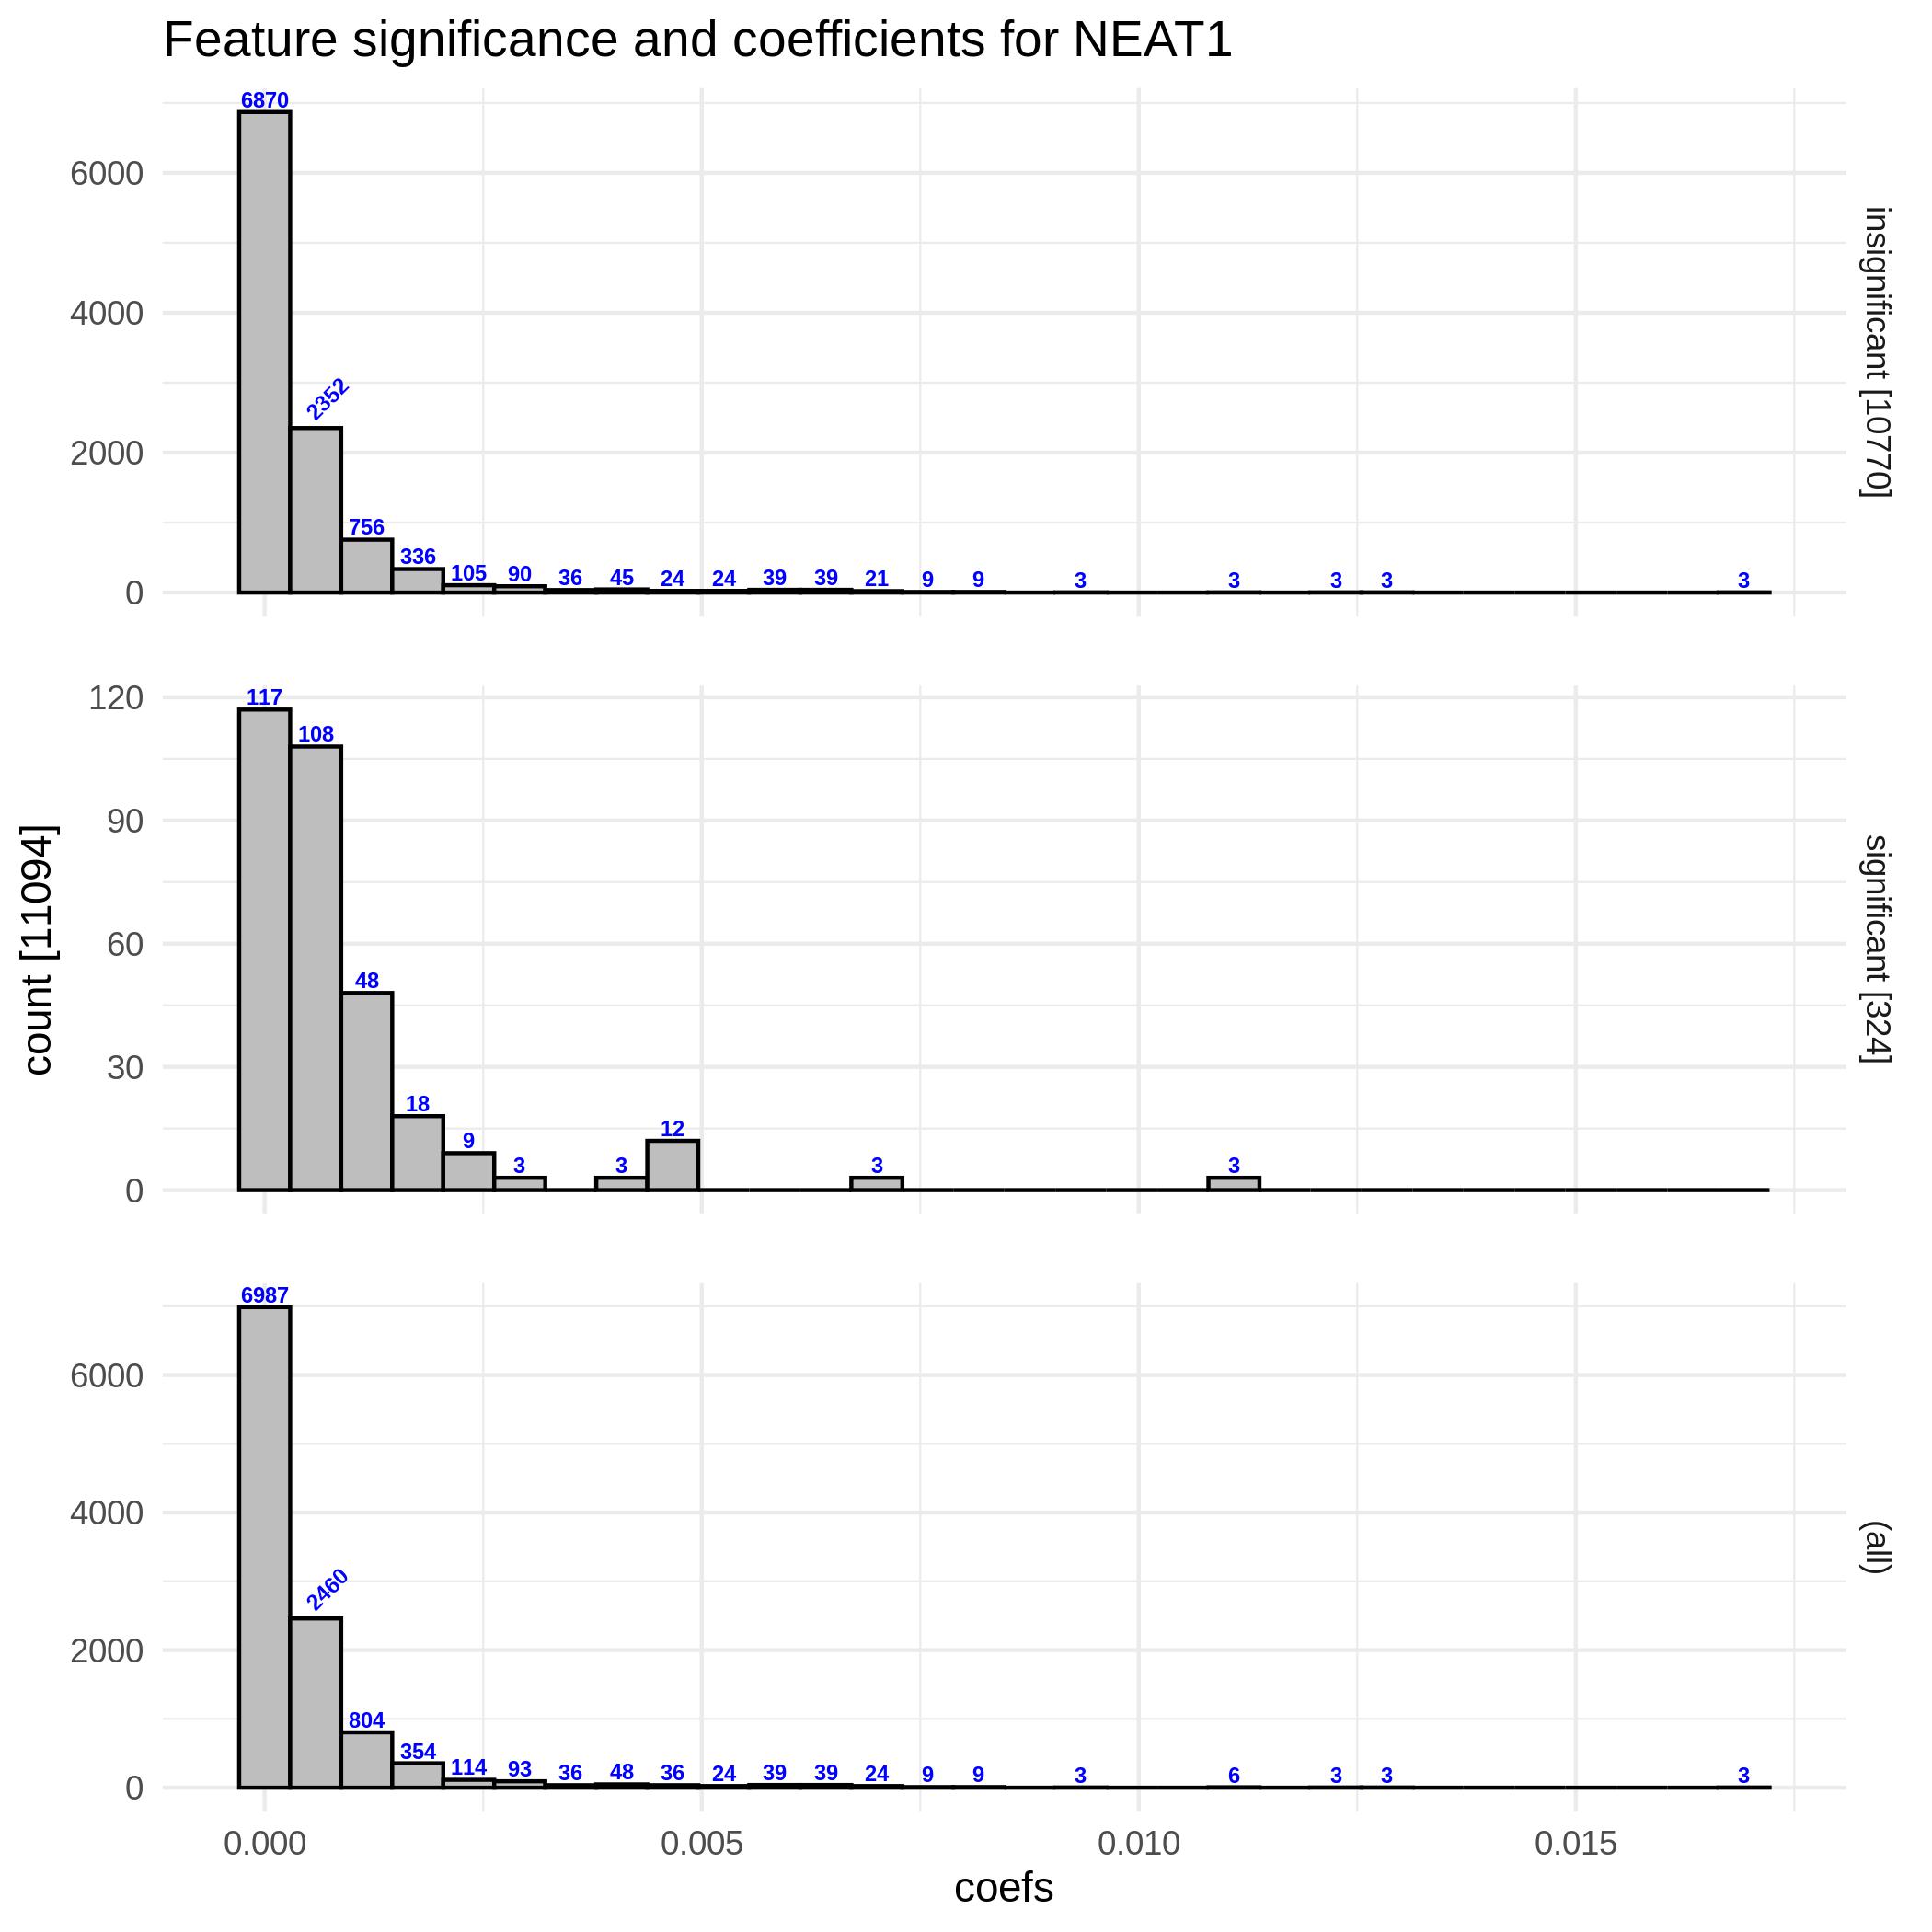 Feature significance and coefficients for NEAT1
6870
6000
4000
2352
2000
756
336
105 90 36 45 24 24 39 39 21 9 9 3 3 3 3 3
0
insignificant [10770]
120
117
108
90
60
48
30
18
12
9
3 3 3 3
0
significant [324]
count [11094]
6987
6000
4000
2460
2000
804
354
114 93 36 48 36 24 39 39 24 9 9 3 6 3 3 3
0
(all)
0.000 0.005 0.010 0.015
coefs